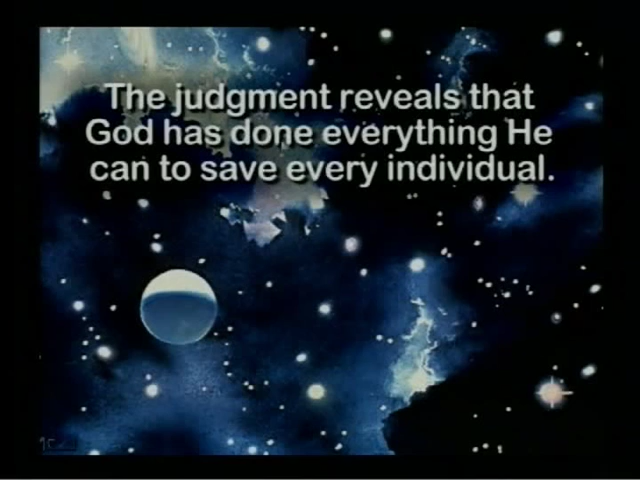 The judgment reveals that
God has done everything He
can to save every individual.